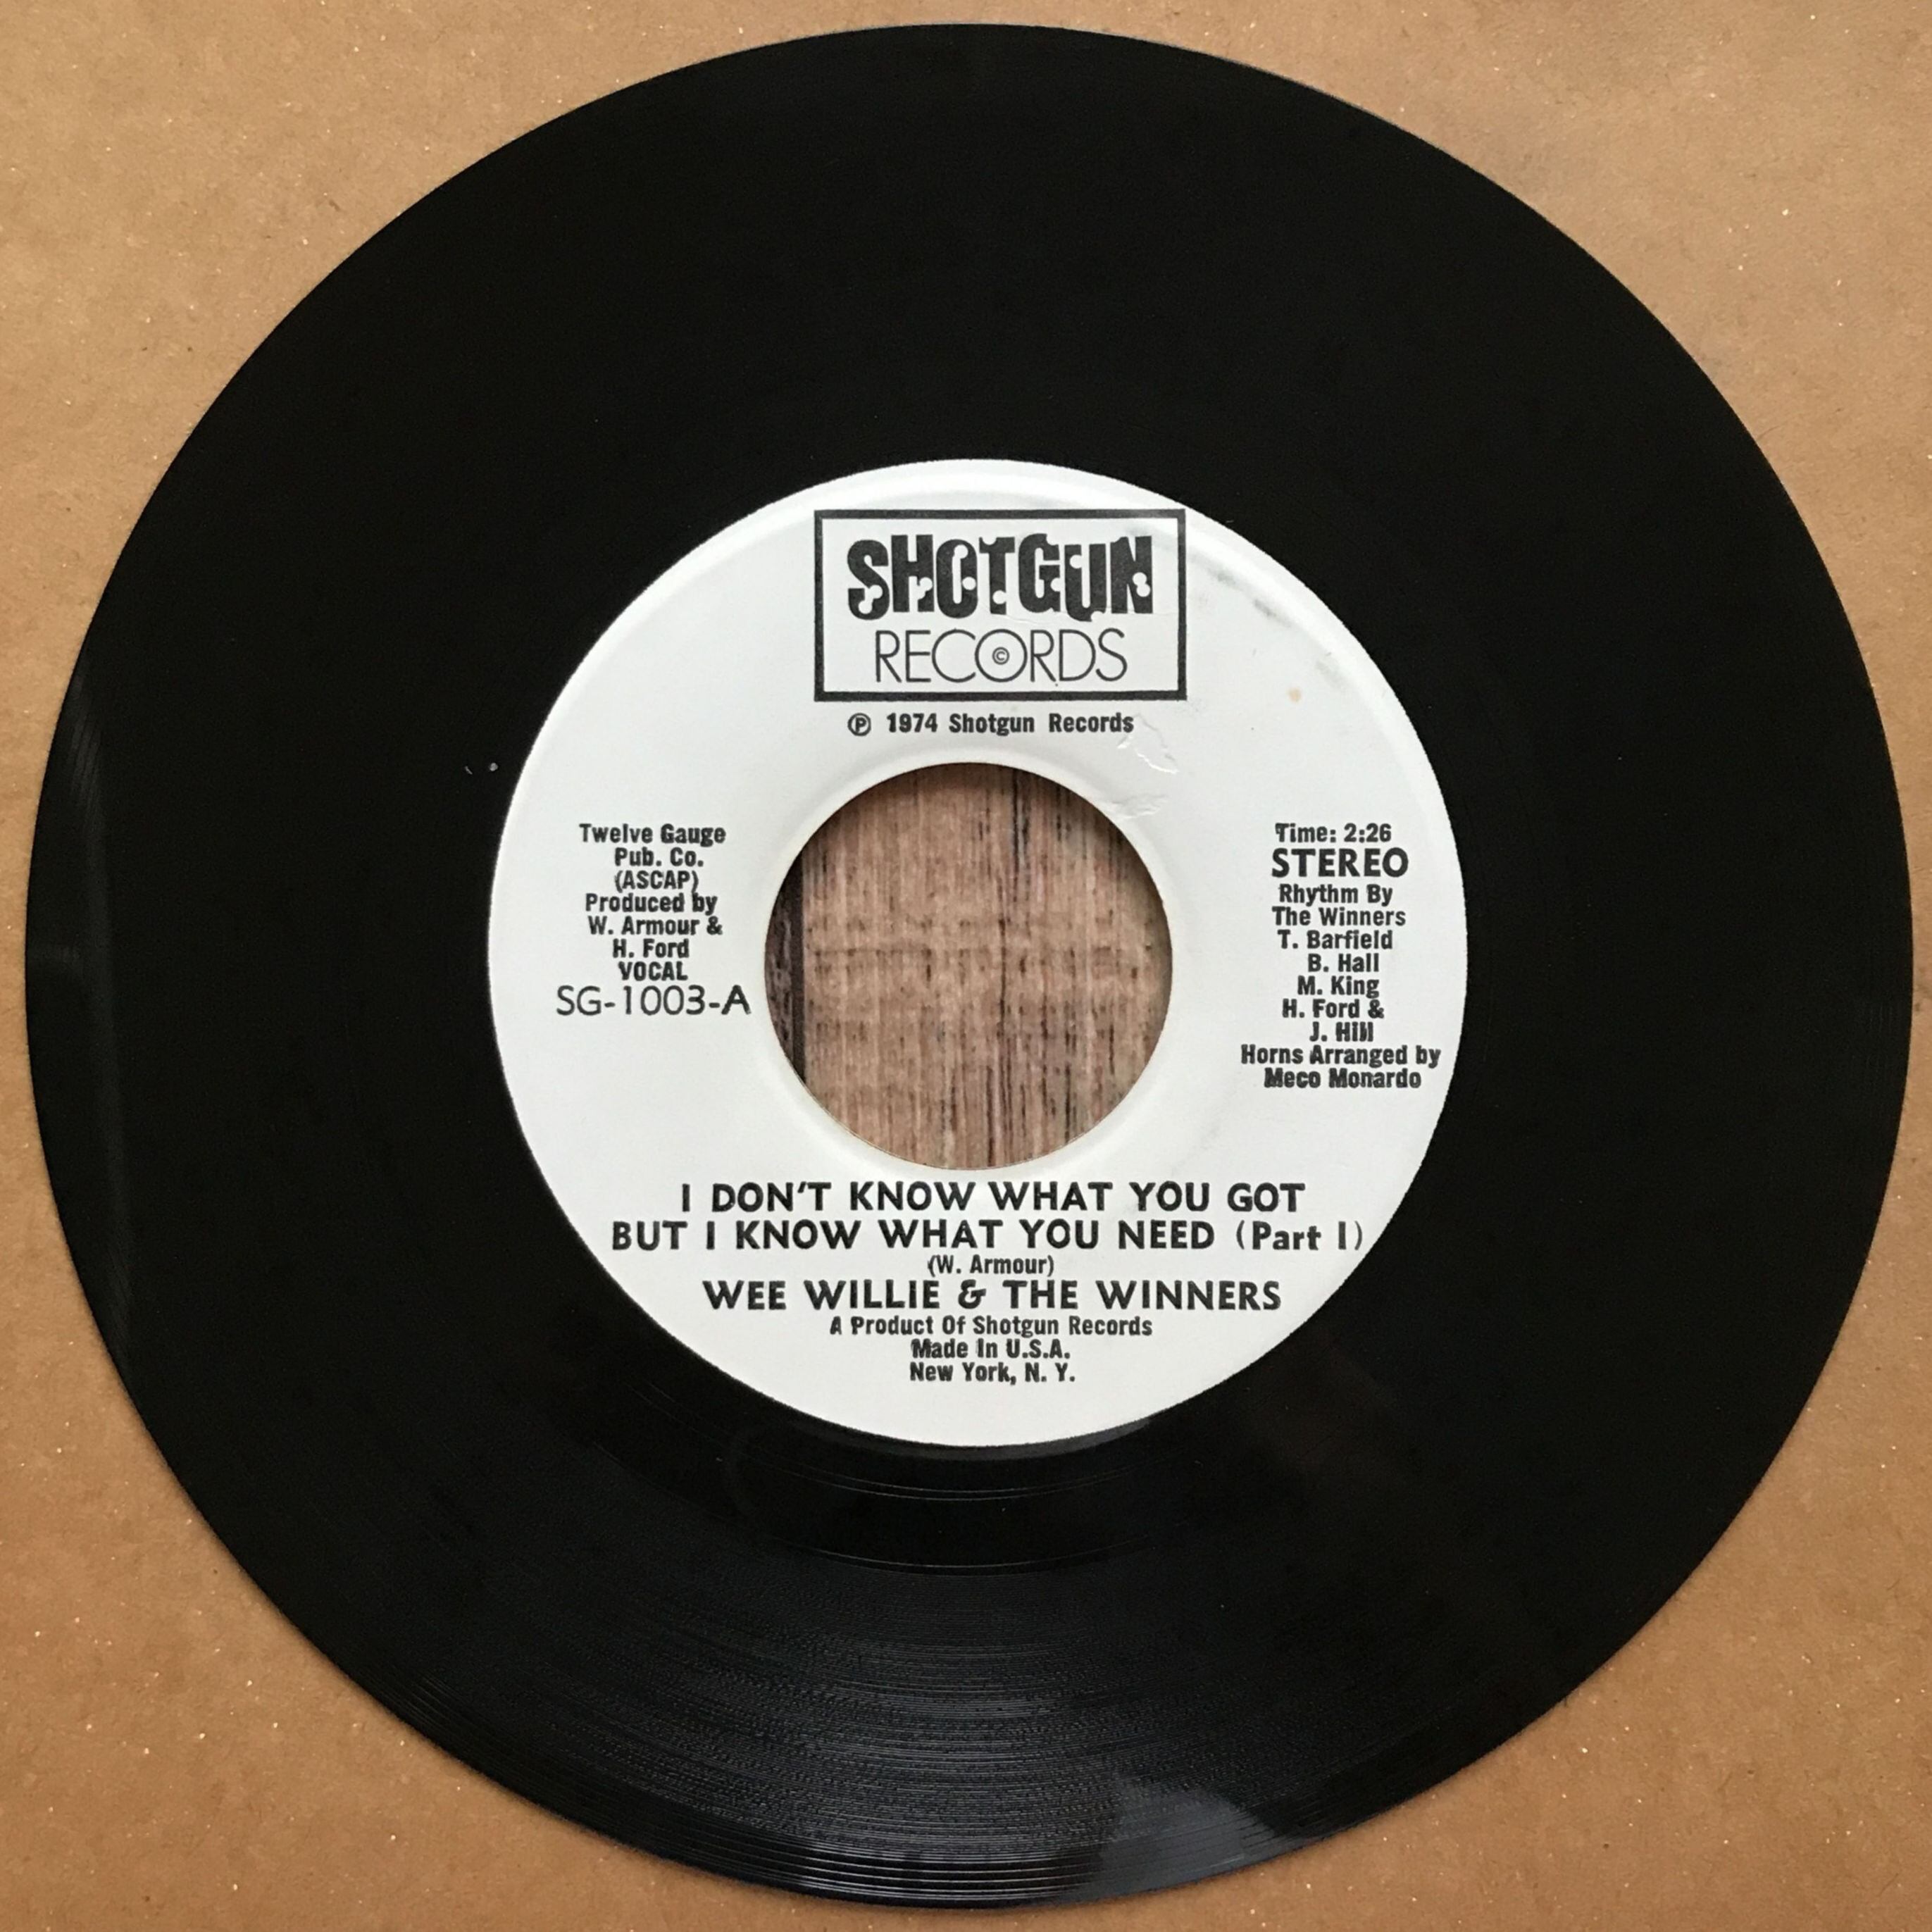 SHOTGUN
RECORDS
©
℗ 1974 Shotgun Records
Twelve Gauge
Pub. Co.
(ASCAP)
Produced by
W. Armour &
H. Ford
VOCAL
SG-1003-A
Time: 2:26
STEREO
Rhythm By
The Winners
T. Barfield
B. Hall
M. King
H. Ford &
J. Hill
Horns Arranged by
Meco Monardo
I DON'T KNOW WHAT YOU GOT
BUT I KNOW WHAT YOU NEED (Part I)
(W. Armour)
WEE WILLIE & THE WINNERS
A Product Of Shotgun Records
Made In U.S.A.
New York, N. Y.